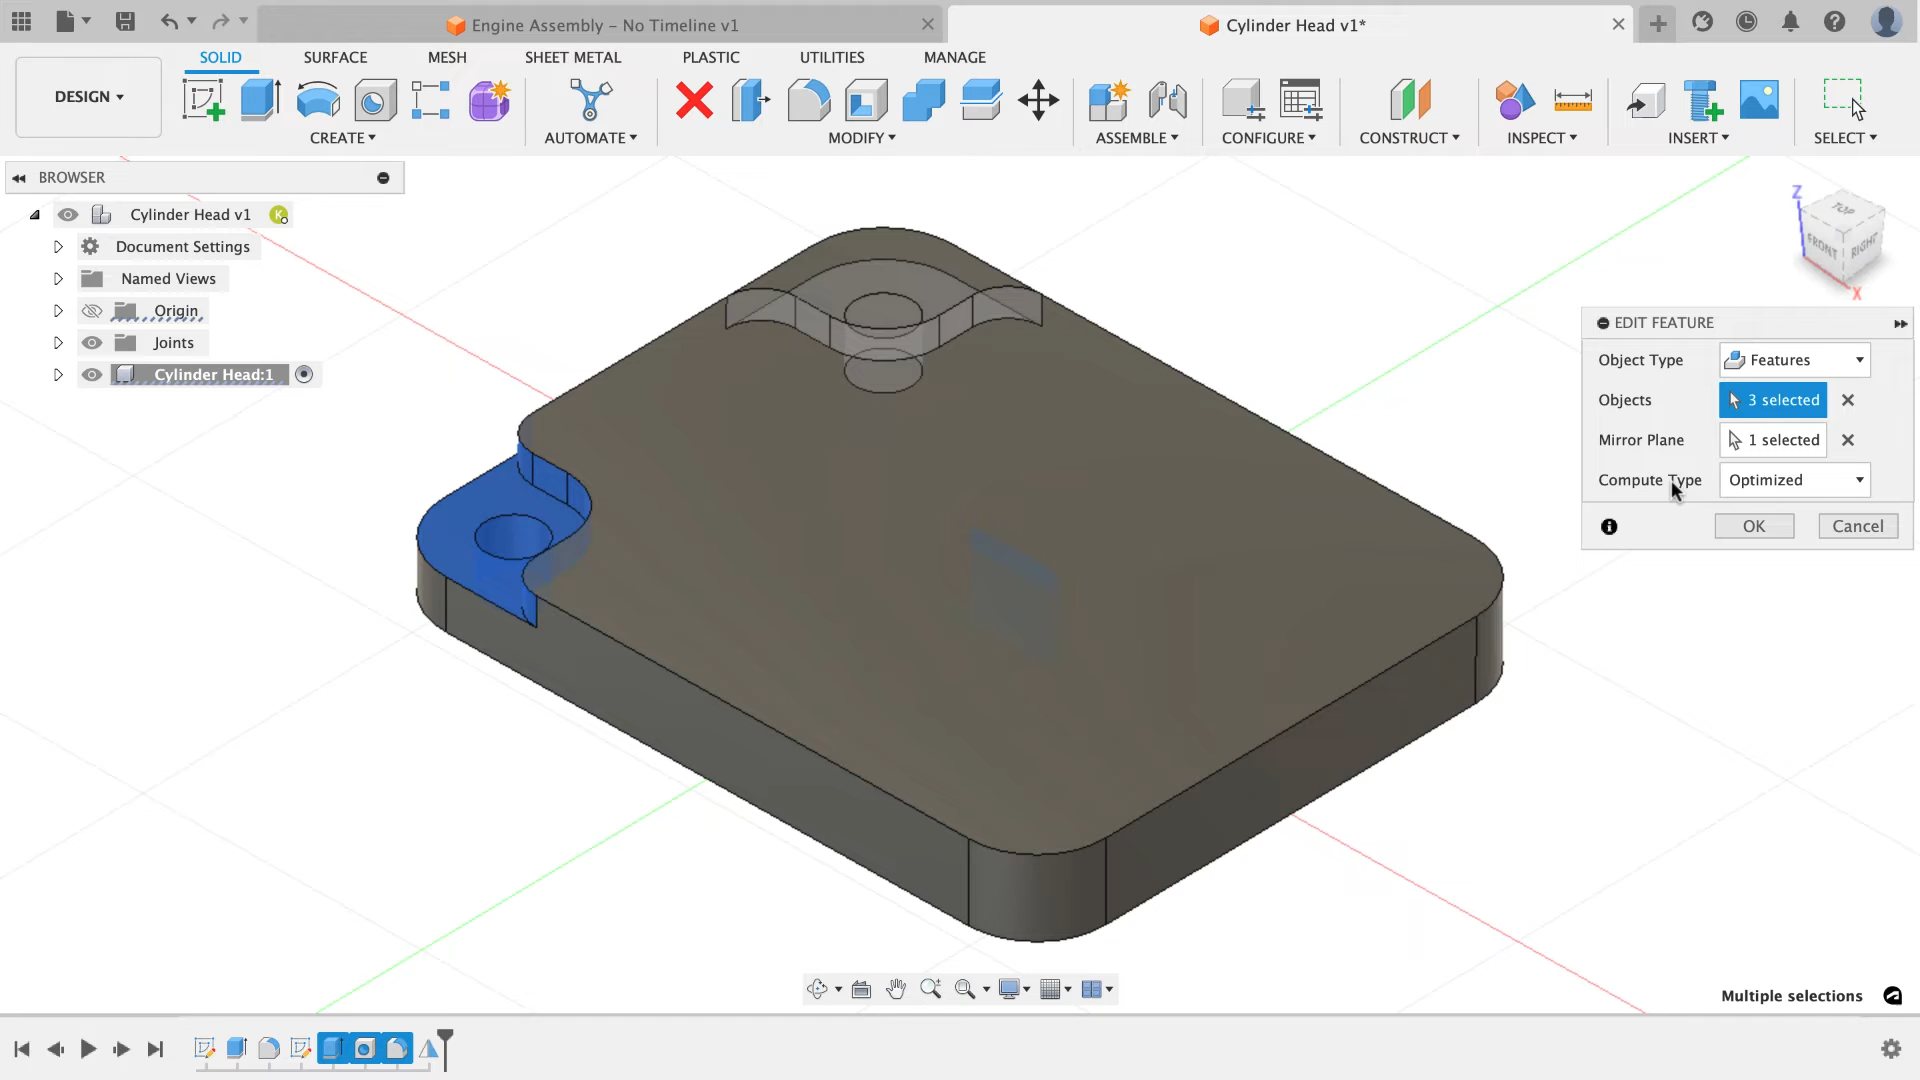 Engine Assembly – No Timeline v1
Cylinder Head v1*
SOLID SURFACE MESH SHEET METAL PLASTIC UTILITIES MANAGE
DESIGN
CREATE AUTOMATE MODIFY ASSEMBLE CONFIGURE CONSTRUCT INSPECT INSERT SELECT
BROWSER
Cylinder Head v1
K
Document Settings
Named Views
Origin
Joints
Cylinder Head:1
Z
TOP
FRONT
RIGHT
X
EDIT FEATURE
Object Type Features
Objects 3 selected
Mirror Plane 1 selected
Compute Type Optimized
OK Cancel
Multiple selections